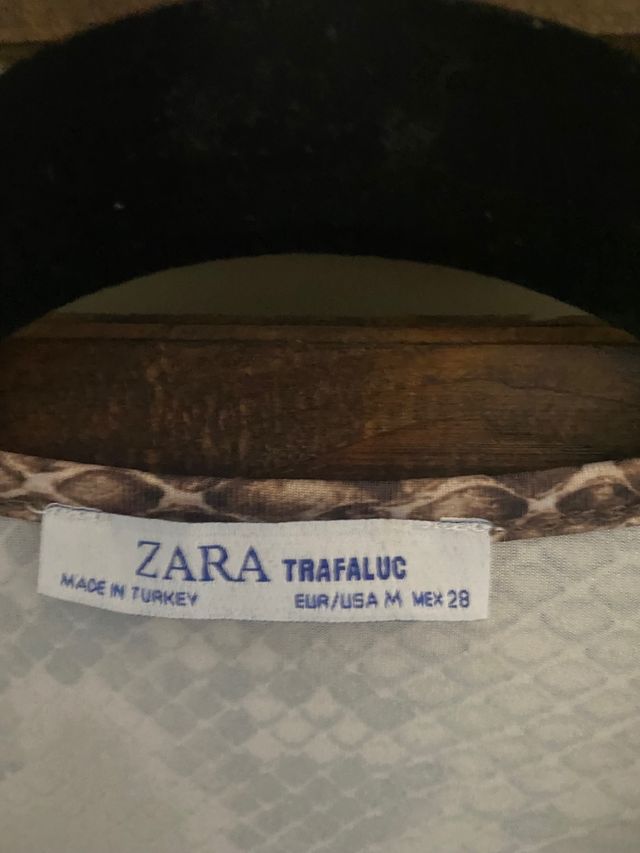 ZARA TRAFALUC
MADE IN TURKEY EUR/USA M MEX 28